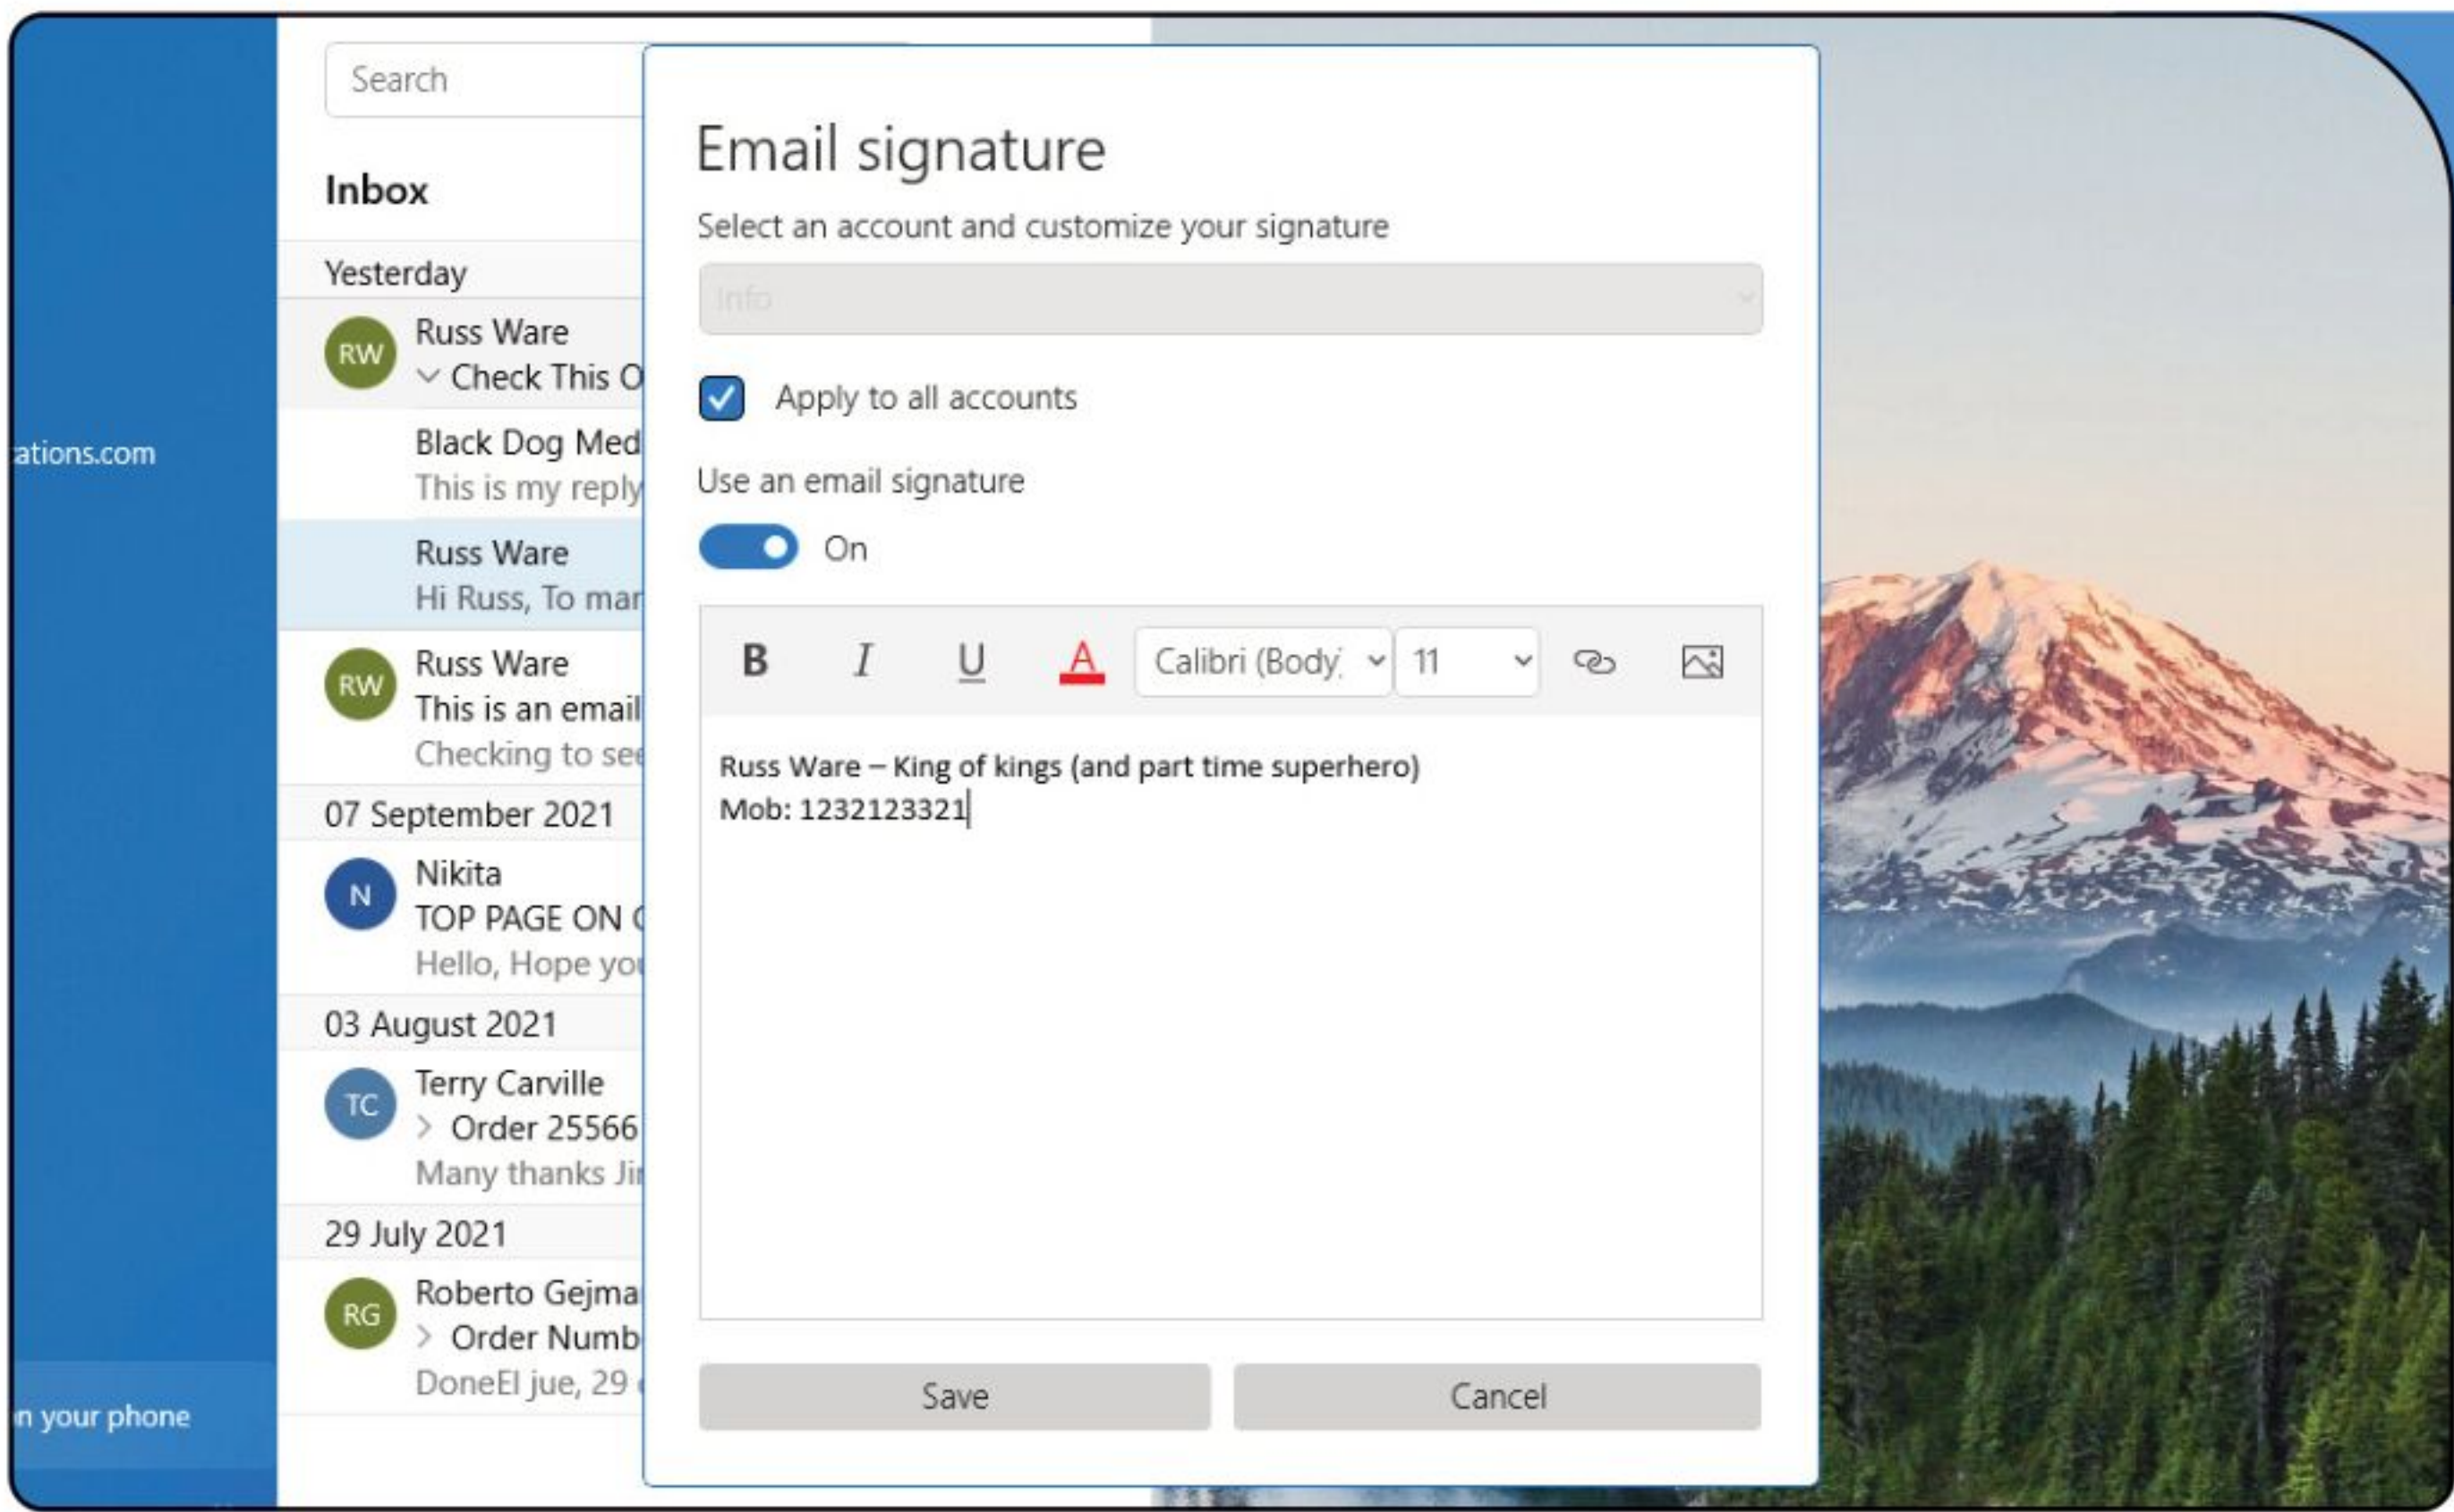 ations.com
n your phone
Search
Inbox
Yesterday
RW
Russ Ware
Check This O
Black Dog Med
This is my reply
Russ Ware
Hi Russ, To mar
RW
Russ Ware
This is an email
Checking to see
07 September 2021
N
Nikita
TOP PAGE ON
Hello, Hope you
03 August 2021
TC
Terry Carville
Order 25566
Many thanks Jin
29 July 2021
RG
Roberto Gejma
Order Numb
DoneEl jue, 29
Email signature
Select an account and customize your signature
Info
Apply to all accounts
Use an email signature
On
B I U A Calibri (Body) 11
Russ Ware – King of kings (and part time superhero)
Mob: 1232123321
Save Cancel